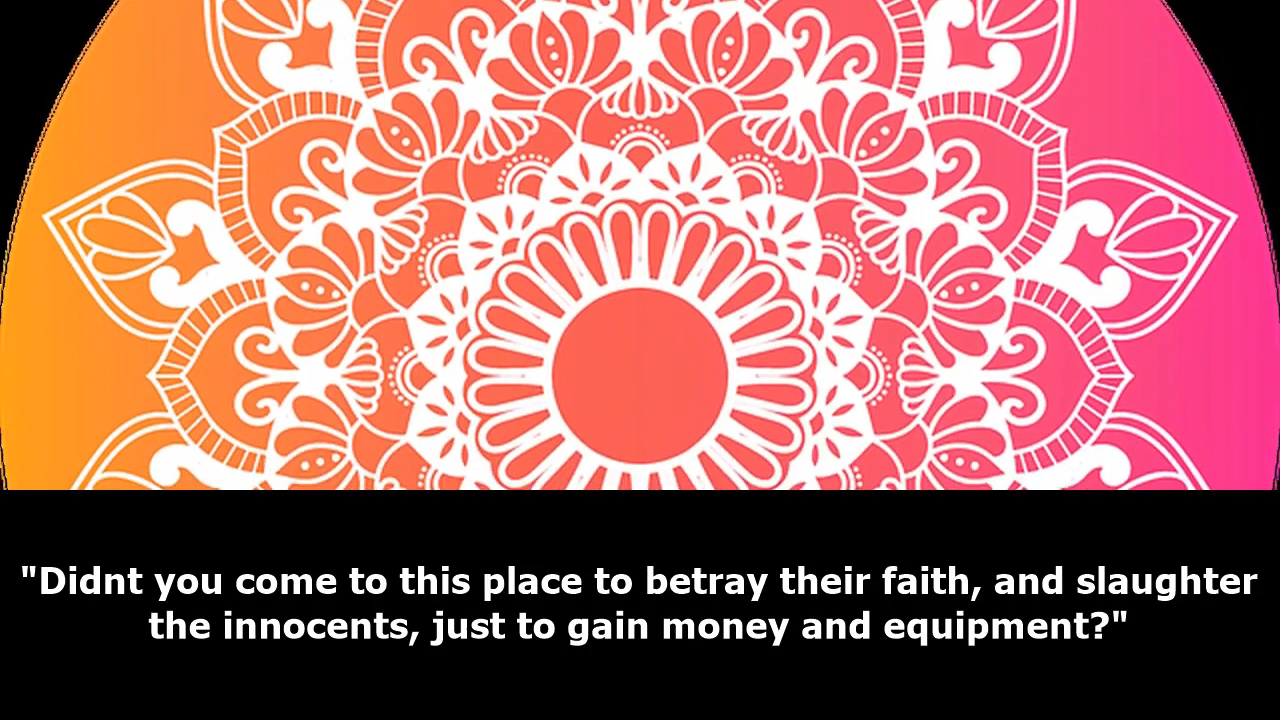 "Didnt you come to this place to betray their faith, and slaughter
the innocents, just to gain money and equipment?"